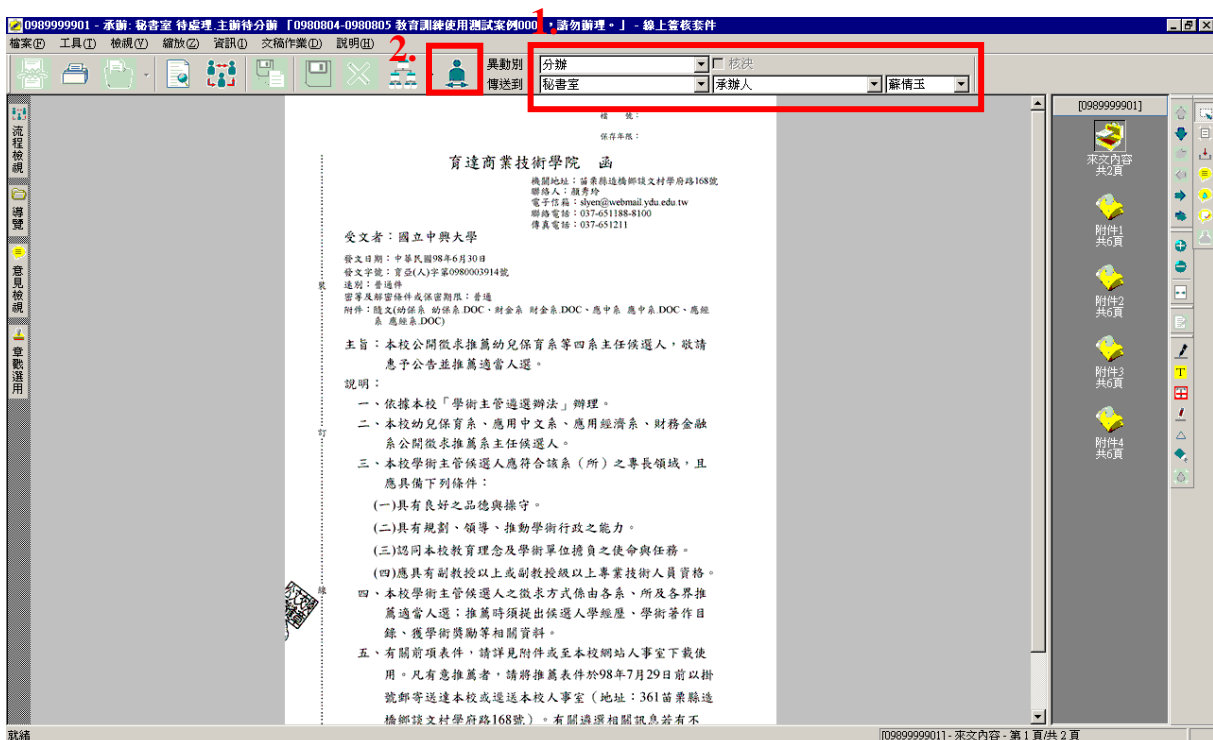 0989999901 - 承辦: 秘書室 待處理.主辦待分辦 「0980804-0980805 教育訓練使用測試案例000，請勿辦理。」 - 線上簽核套件
1.
檔案(F) 工具(T) 檢視(V) 縮放(Z) 資訊(I) 文稿作業(D) 說明(H)
2.
異動別 分辦 核決
傳送到 秘書室 承辦人 蘇倩玉
流程檢視
導覽
意見檢視
章戳選用
檔 號：
保存年限：
育達商業技術學院 函
機關地址：苗栗縣造橋鄉談文村學府路168號
聯絡人：顏秀玲
電子信箱：slyen@webmail.ydu.edu.tw
聯絡電話：037-651188-8100
傳真電話：037-651211
受文者：國立中興大學
發文日期：中華民國98年6月30日
發文字號：育亞(人)字第0980003914號
速別：普通件
密等及解密條件或保密期限：普通
附件：隨文(幼保系 幼保系.DOC、財金系 財金系.DOC、應中系 應中系.DOC、應經
系 應經系.DOC)
主旨：本校公開徵求推薦幼兒保育系等四系主任候選人，敬請
惠予公告並推薦適當人選。
說明：
一、依據本校「學術主管遴選辦法」辦理。
二、本校幼兒保育系、應用中文系、應用經濟系、財務金融
系公開徵求推薦系主任候選人。
三、本校學術主管候選人應符合該系（所）之專長領域，且
應具備下列條件：
(一)具有良好之品德與操守。
(二)具有規劃、領導、推動學術行政之能力。
(三)認同本校教育理念及學術單位擔負之使命與任務。
(四)應具有副教授以上或副教授級以上專業技術人員資格。
四、本校學術主管候選人之徵求方式係由各系、所及各界推
薦適當人選；推薦時須提出候選人學經歷、學術著作目
錄、獲學術獎勵等相關資料。
五、有關前項表件，請詳見附件或至本校網站人事室下載使
用。凡有意推薦者，請將推薦表件於98年7月29日前以掛
號郵寄送達本校或逕送本校人事室（地址：361苗栗縣造
橋鄉談文村學府路168號）。有關遴選相關訊息若有不
裝
訂
線
[0989999901]
來文內容
共2頁
附件1
共6頁
附件2
共6頁
附件3
共6頁
附件4
共6頁
T
就緒
[0989999901] - 來文內容 - 第 1 頁/共 2 頁